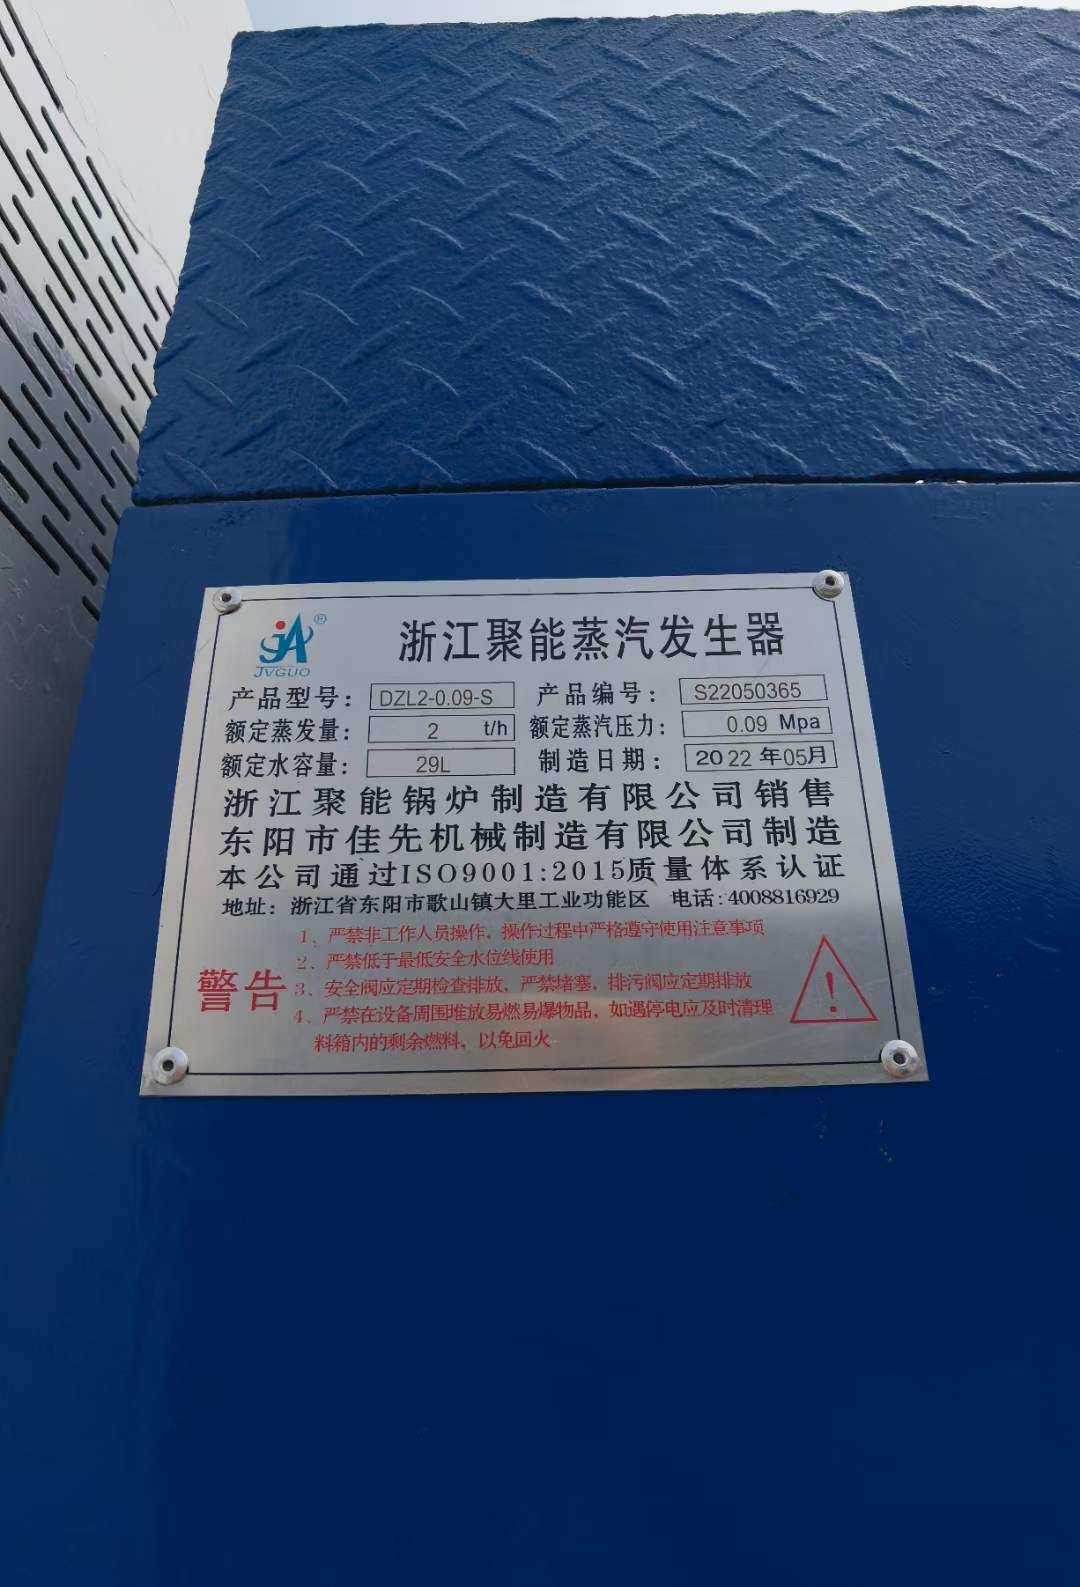 JA®
JVGUO
浙江聚能蒸汽发生器
产品型号: DZL2-0.09-S 产品编号: S22050365
额定蒸发量: 2 t/h 额定蒸汽压力: 0.09 Mpa
额定水容量: 29L 制造日期: 2022年05月
浙江聚能锅炉制造有限公司销售
东阳市佳先机械制造有限公司制造
本公司通过ISO9001:2015质量体系认证
地址: 浙江省东阳市歌山镇大里工业功能区 电话:4008816929
警告
1、严禁非工作人员操作、操作过程中严格遵守使用注意事项
2、严禁低于最低安全水位线使用
3、安全阀应定期检查排放，严禁堵塞，排污阀应定期排放
4、严禁在设备周围堆放易燃易爆物品，如遇停电应及时清理
料箱内的剩余燃料，以免回火
!